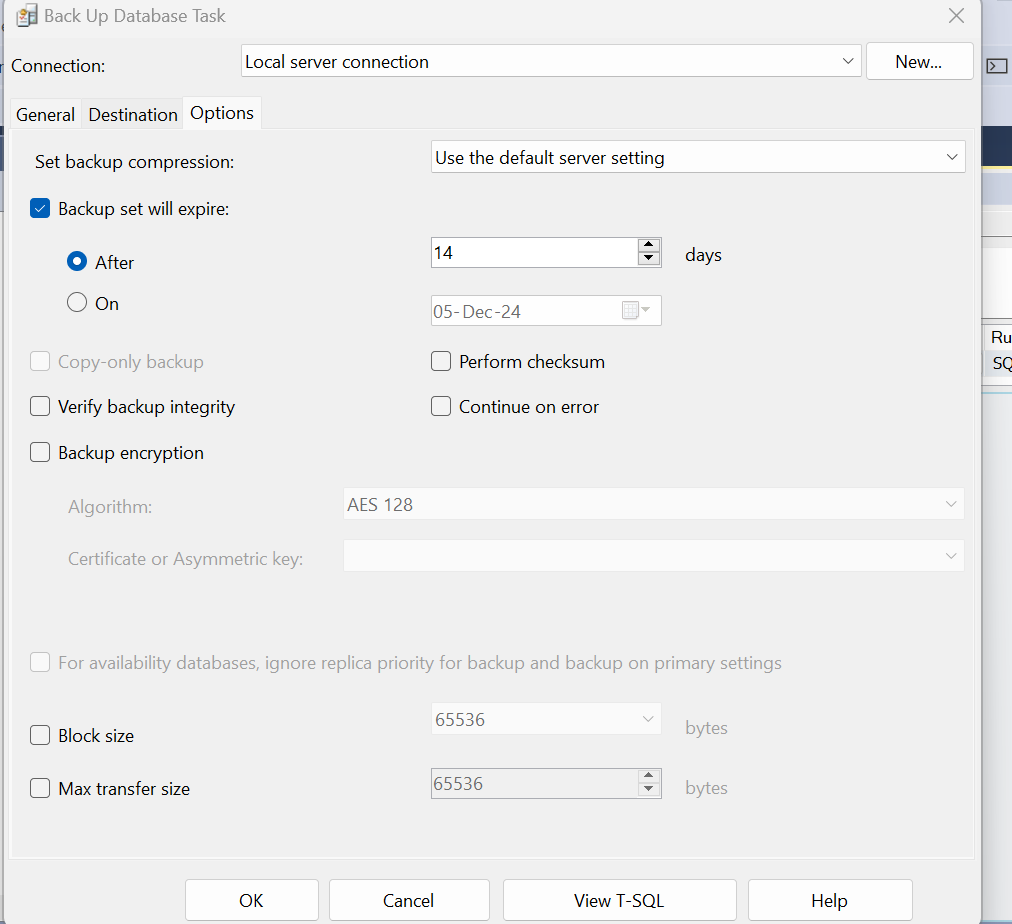 Back Up Database Task
Connection:
Local server connection
New...
General
Destination
Options
Set backup compression:
Use the default server setting
Backup set will expire:
After
14
days
On
05-Dec-24
Copy-only backup
Perform checksum
Verify backup integrity
Continue on error
Backup encryption
Algorithm:
AES 128
Certificate or Asymmetric key:
For availability databases, ignore replica priority for backup and backup on primary settings
Block size
65536
bytes
Max transfer size
65536
bytes
OK
Cancel
View T-SQL
Help
Ru
SQ